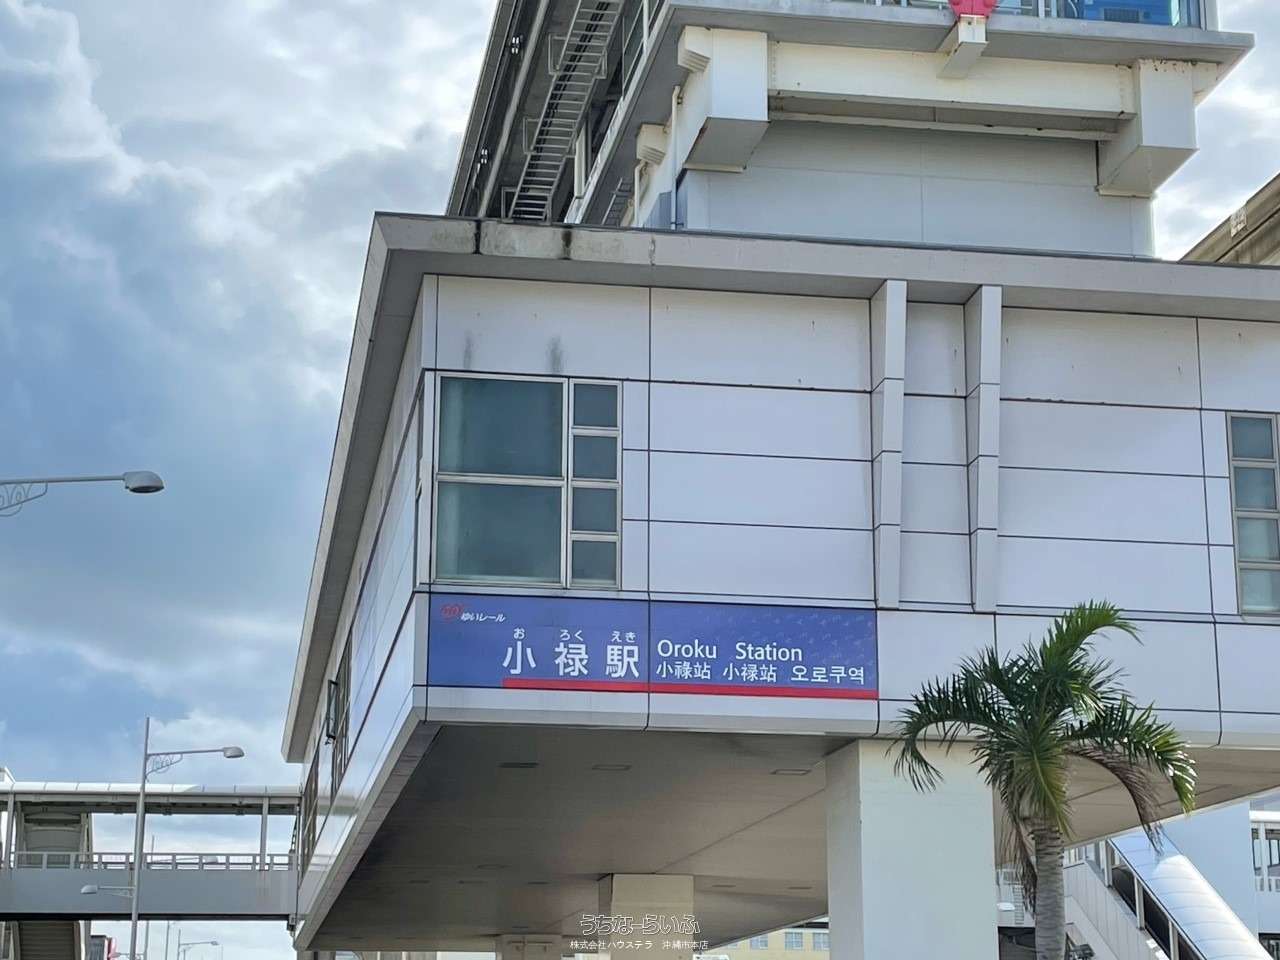 ゆいレール
お ろく えき
小禄駅
Oroku Station
小祿站 小禄站 오로쿠역
うちなーらいふ
株式会社ハウステラ 沖縄市本店